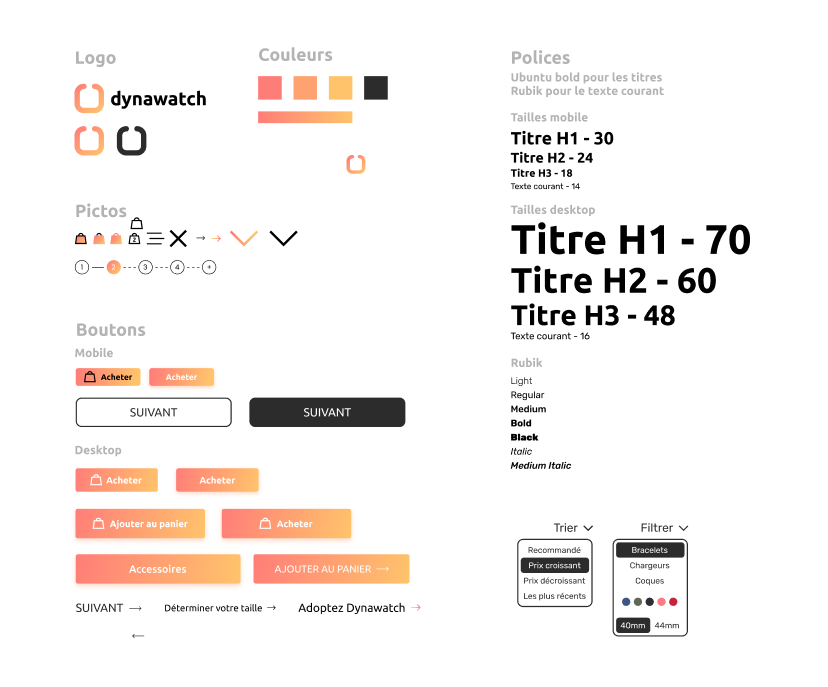 Logo
dynawatch
Couleurs
Pictos
2
1
2
3
4
+
Boutons
Mobile
Acheter
Acheter
SUIVANT
SUIVANT
Desktop
Acheter
Acheter
Ajouter au panier
Acheter
Accessoires
AJOUTER AU PANIER
SUIVANT
Déterminer votre taille
Adoptez Dynawatch
Polices
Ubuntu bold pour les titres
Rubik pour le texte courant
Tailles mobile
Titre H1 - 30
Titre H2 - 24
Titre H3 - 18
Texte courant - 14
Tailles desktop
Titre H1 - 70
Titre H2 - 60
Titre H3 - 48
Texte courant - 16
Rubik
Light
Regular
Medium
Bold
Black
Italic
Medium Italic
Trier
Recommandé
Prix croissant
Prix décroissant
Les plus récents
Filtrer
Bracelets
Chargeurs
Coques
40mm
44mm